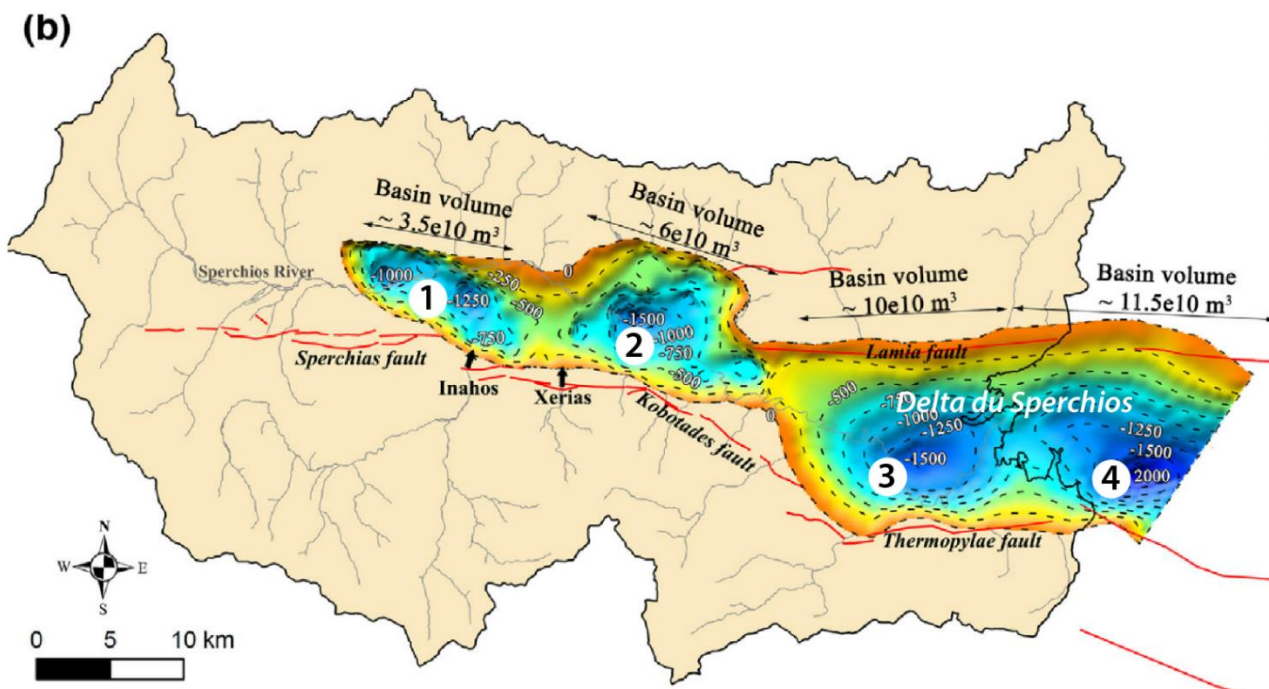 (b)
Basin volume
~ 3.5e10 m³
Basin volume
~ 6e10 m³
Basin volume
~ 10e10 m³
Basin volume
~ 11.5e10 m³
Sperchios River
-1000
1
-1250
-750
-250
-500
0
-1500
2
-1000
-750
-500
0
Sperchias fault
Inahos
Xerias
Kobotades fault
Lamia fault
-500
Delta du Sperchios
-1000
-1250
-1500
3
-1250
-1500
4
2000
Thermopylae fault
N
W
E
S
0 5 10 km